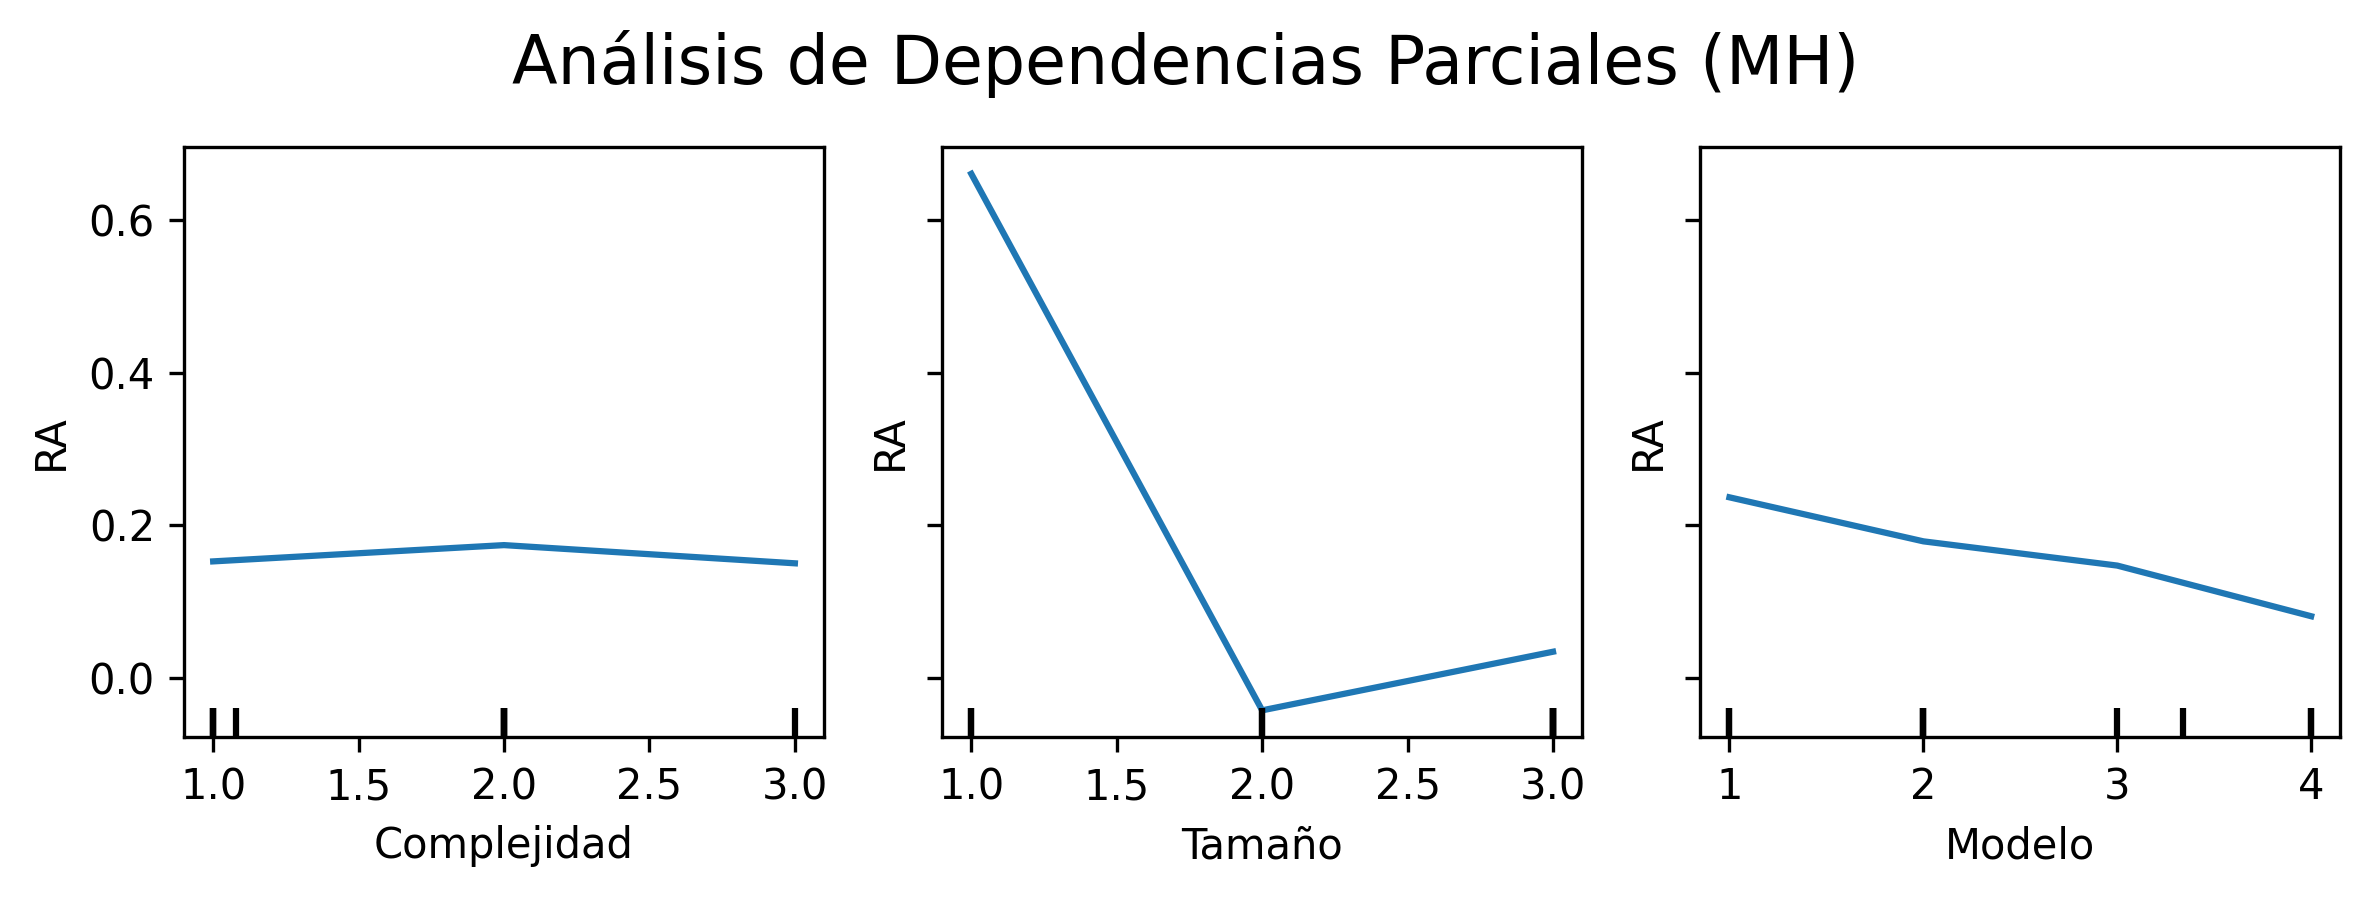 Análisis de Dependencias Parciales (MH)
0.6
0.4
0.2
0.0
RA
1.0 1.5 2.0 2.5 3.0
Complejidad
RA
1.0 1.5 2.0 2.5 3.0
Tamaño
RA
1 2 3 4
Modelo